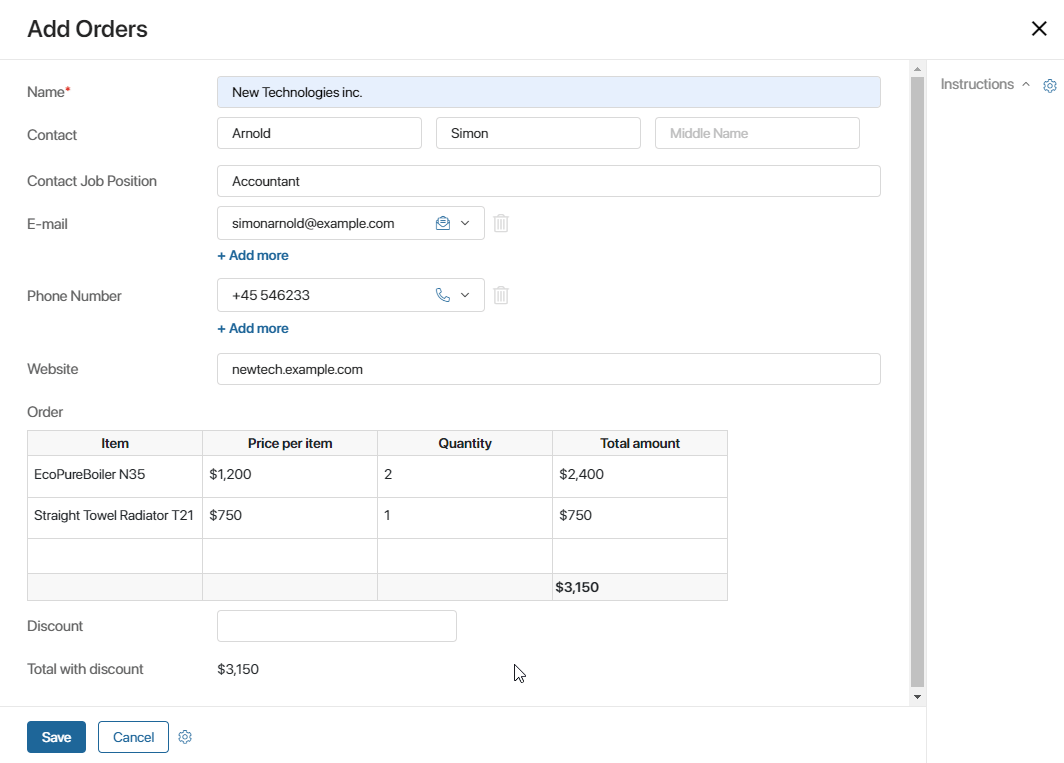 Add Orders
Instructions
Name* New Technologies inc.
Contact Arnold Simon Middle Name
Contact Job Position Accountant
E-mail simonarnold@example.com
+ Add more
Phone Number +45 546233
+ Add more
Website newtech.example.com
Order
Item Price per item Quantity Total amount
EcoPureBoiler N35 $1,200 2 $2,400
Straight Towel Radiator T21 $750 1 $750
$3,150
Discount
Total with discount $3,150
Save Cancel